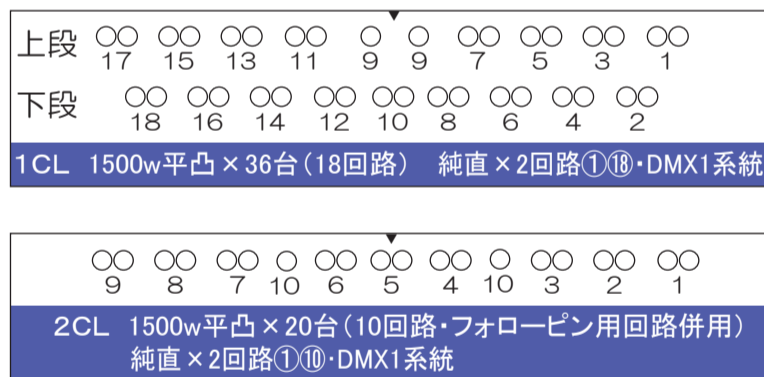 上段 17 15 13 11 9 9 7 5 3 1
下段 18 16 14 12 10 8 6 4 2
1CL 1500w平凸×36台(18回路) 純直×2回路①⑱・DMX1系統
9 8 7 10 6 5 4 10 3 2 1
2CL 1500w平凸×20台(10回路・フォローピン用回路併用)
純直×2回路①⑩・DMX1系統